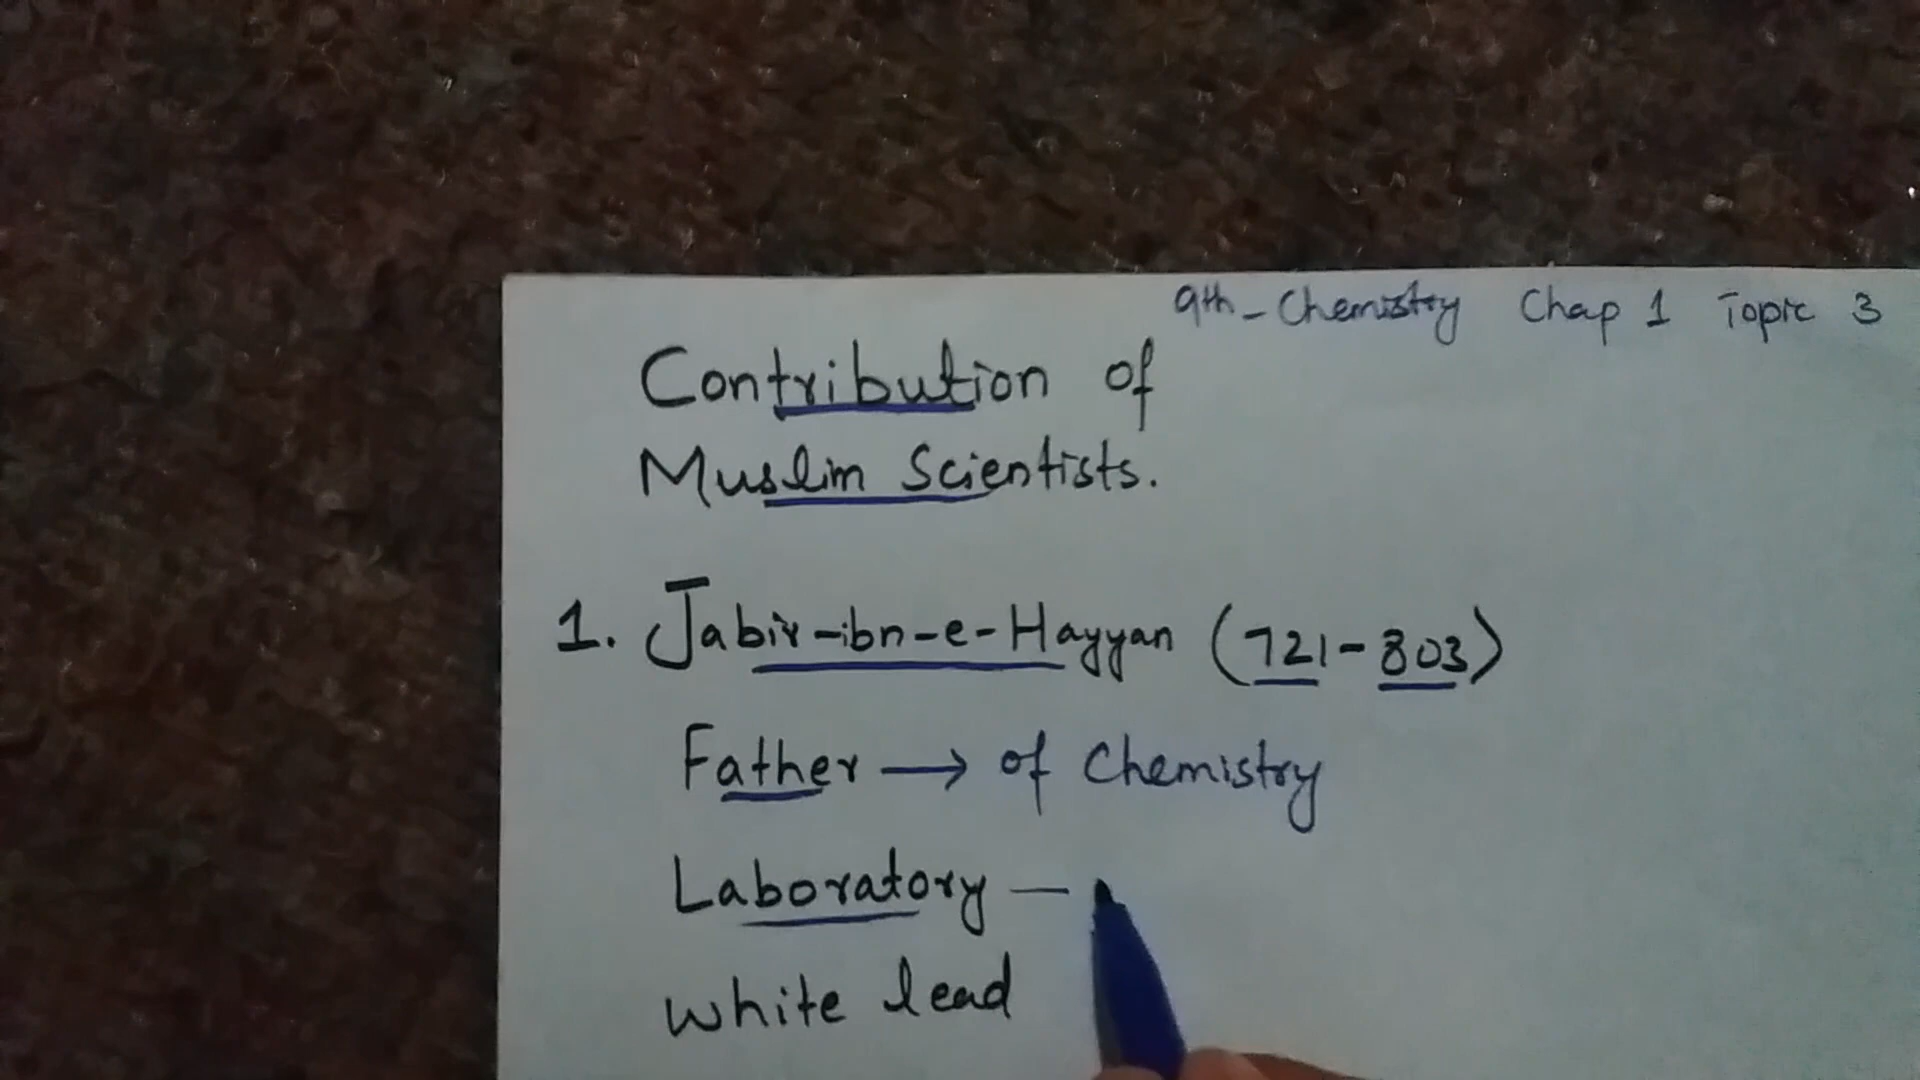 9th - Chemistry Chap 1 Topic 3
Contribution of
Muslim Scientists.
1. Jabir-ibn-e-Hayyan (721-803)
Father → of Chemistry
Laboratory —
white lead